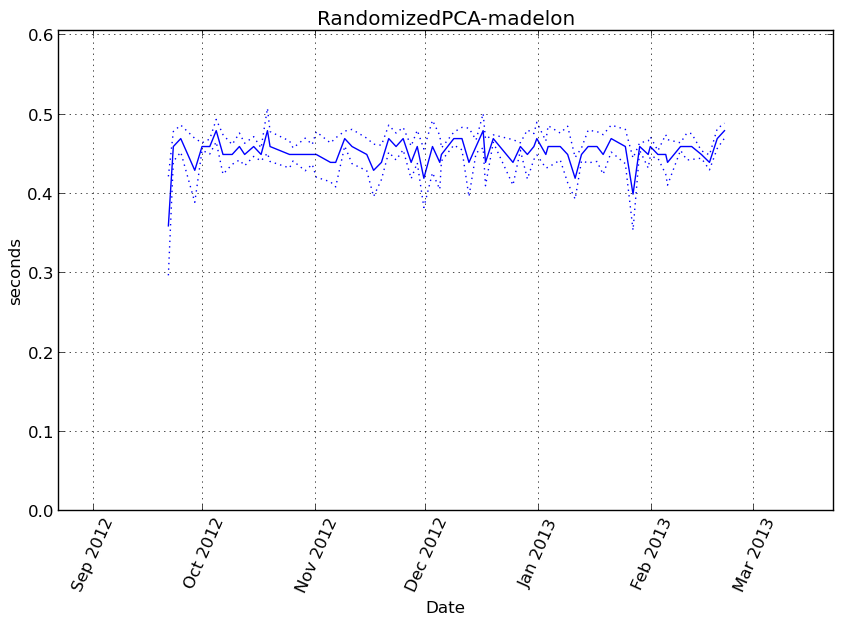 RandomizedPCA-madelon
0.6
0.5
0.4
0.3
0.2
0.1
0.0
seconds
Sep 2012
Oct 2012
Nov 2012
Dec 2012
Jan 2013
Feb 2013
Mar 2013
Date